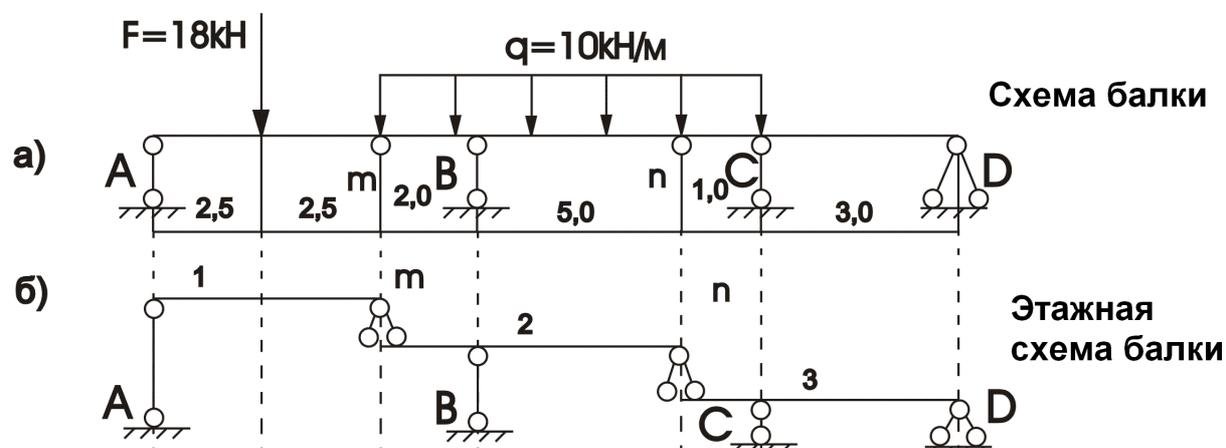 F=18kH
q=10kH/м
Схема балки
а)
A
m
B
n
C
D
2,5
2,5
2,0
5,0
1,0
3,0
б)
1
m
2
n
3
Этажная
схема балки
A
B
C
D